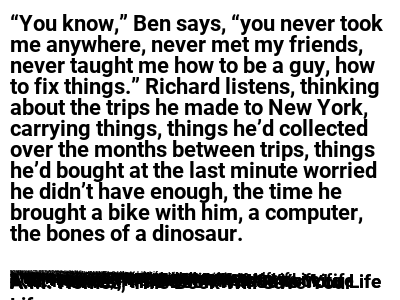 “You know,” Ben says, “you never took
me anywhere, never met my friends,
never taught me how to be a guy, how
to fix things.” Richard listens, thinking
about the trips he made to New York,
carrying things, things he’d collected
over the months between trips, things
he’d bought at the last minute worried
he didn’t have enough, the time he
brought a bike with him, a computer,
the bones of a dinosaur.
Life